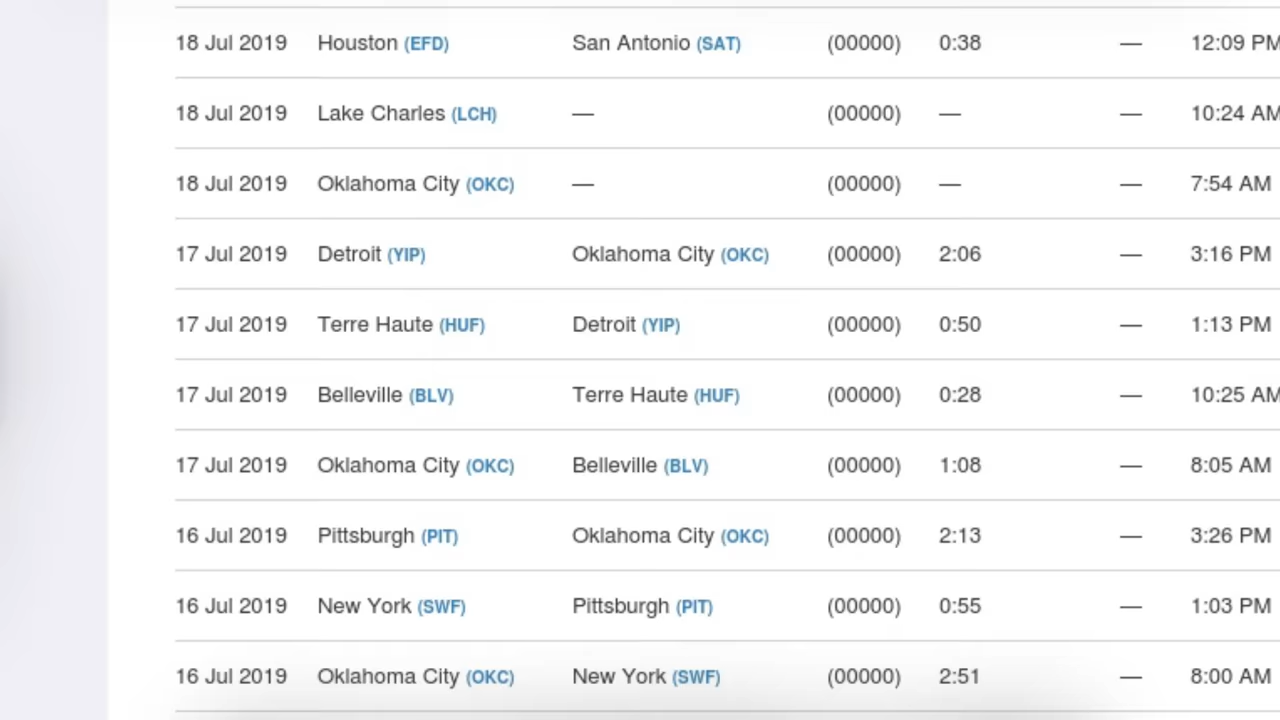 18 Jul 2019 Houston (EFD) San Antonio (SAT) (00000) 0:38 — 12:09 PM
18 Jul 2019 Lake Charles (LCH) — (00000) — — 10:24 AM
18 Jul 2019 Oklahoma City (OKC) — (00000) — — 7:54 AM
17 Jul 2019 Detroit (YIP) Oklahoma City (OKC) (00000) 2:06 — 3:16 PM
17 Jul 2019 Terre Haute (HUF) Detroit (YIP) (00000) 0:50 — 1:13 PM
17 Jul 2019 Belleville (BLV) Terre Haute (HUF) (00000) 0:28 — 10:25 AM
17 Jul 2019 Oklahoma City (OKC) Belleville (BLV) (00000) 1:08 — 8:05 AM
16 Jul 2019 Pittsburgh (PIT) Oklahoma City (OKC) (00000) 2:13 — 3:26 PM
16 Jul 2019 New York (SWF) Pittsburgh (PIT) (00000) 0:55 — 1:03 PM
16 Jul 2019 Oklahoma City (OKC) New York (SWF) (00000) 2:51 — 8:00 AM